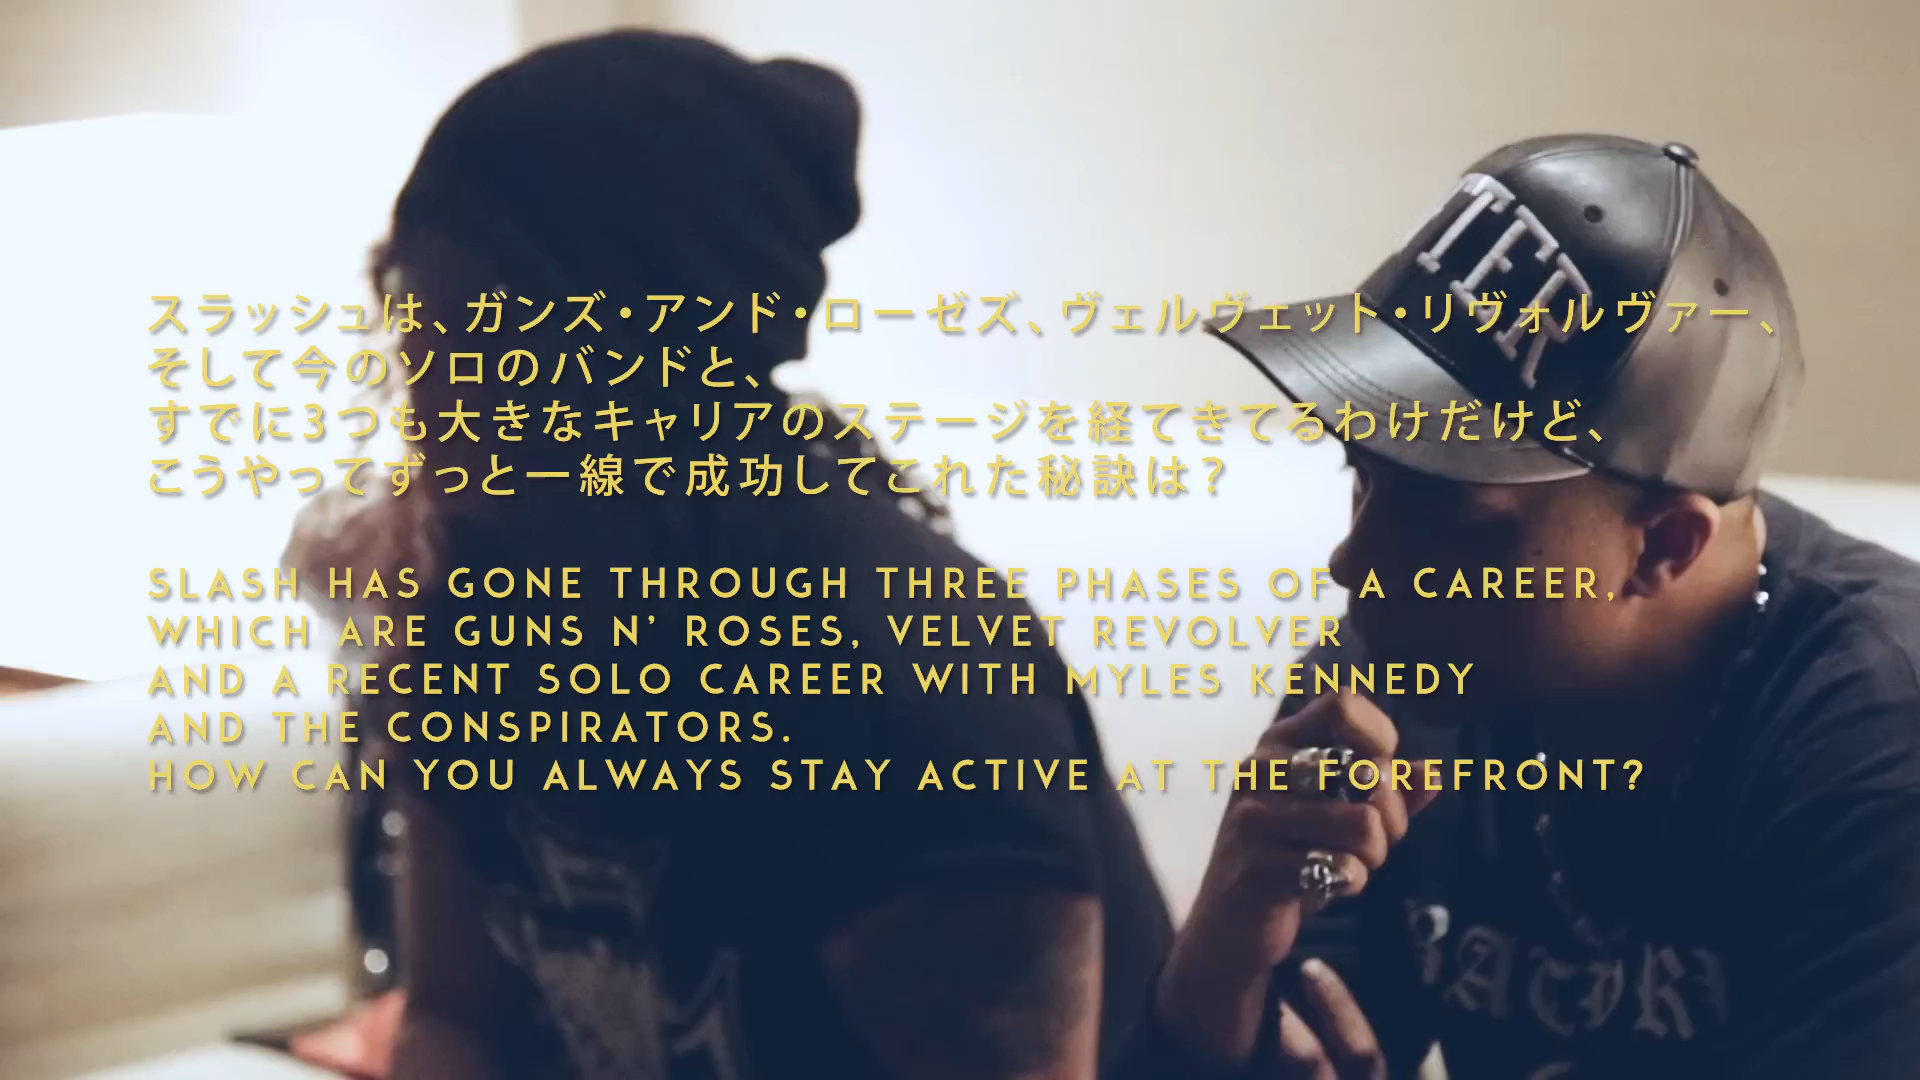 スラッシュは、ガンズ・アンド・ローゼズ、ヴェルヴェット・リヴォルヴァー、
そして今のソロのバンドと、
すでに3つも大きなキャリアのステージを経てきてるわけだけど、
こうやってずっと一線で成功してこれた秘訣は？
SLASH HAS GONE THROUGH THREE PHASES OF A CAREER,
WHICH ARE GUNS N’ ROSES, VELVET REVOLVER
AND A RECENT SOLO CAREER WITH MYLES KENNEDY
AND THE CONSPIRATORS.
HOW CAN YOU ALWAYS STAY ACTIVE AT THE FOREFRONT?